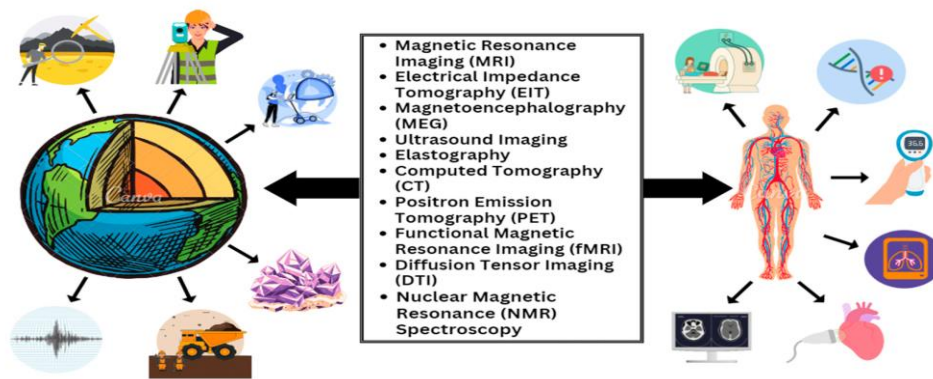 • Magnetic Resonance
Imaging (MRI)
• Electrical Impedance
Tomography (EIT)
• Magnetoencephalography
(MEG)
• Ultrasound Imaging
• Elastography
• Computed Tomography
(CT)
• Positron Emission
Tomography (PET)
• Functional Magnetic
Resonance Imaging (fMRI)
• Diffusion Tensor Imaging
(DTI)
• Nuclear Magnetic
Resonance (NMR)
Spectroscopy
Canva
36.6